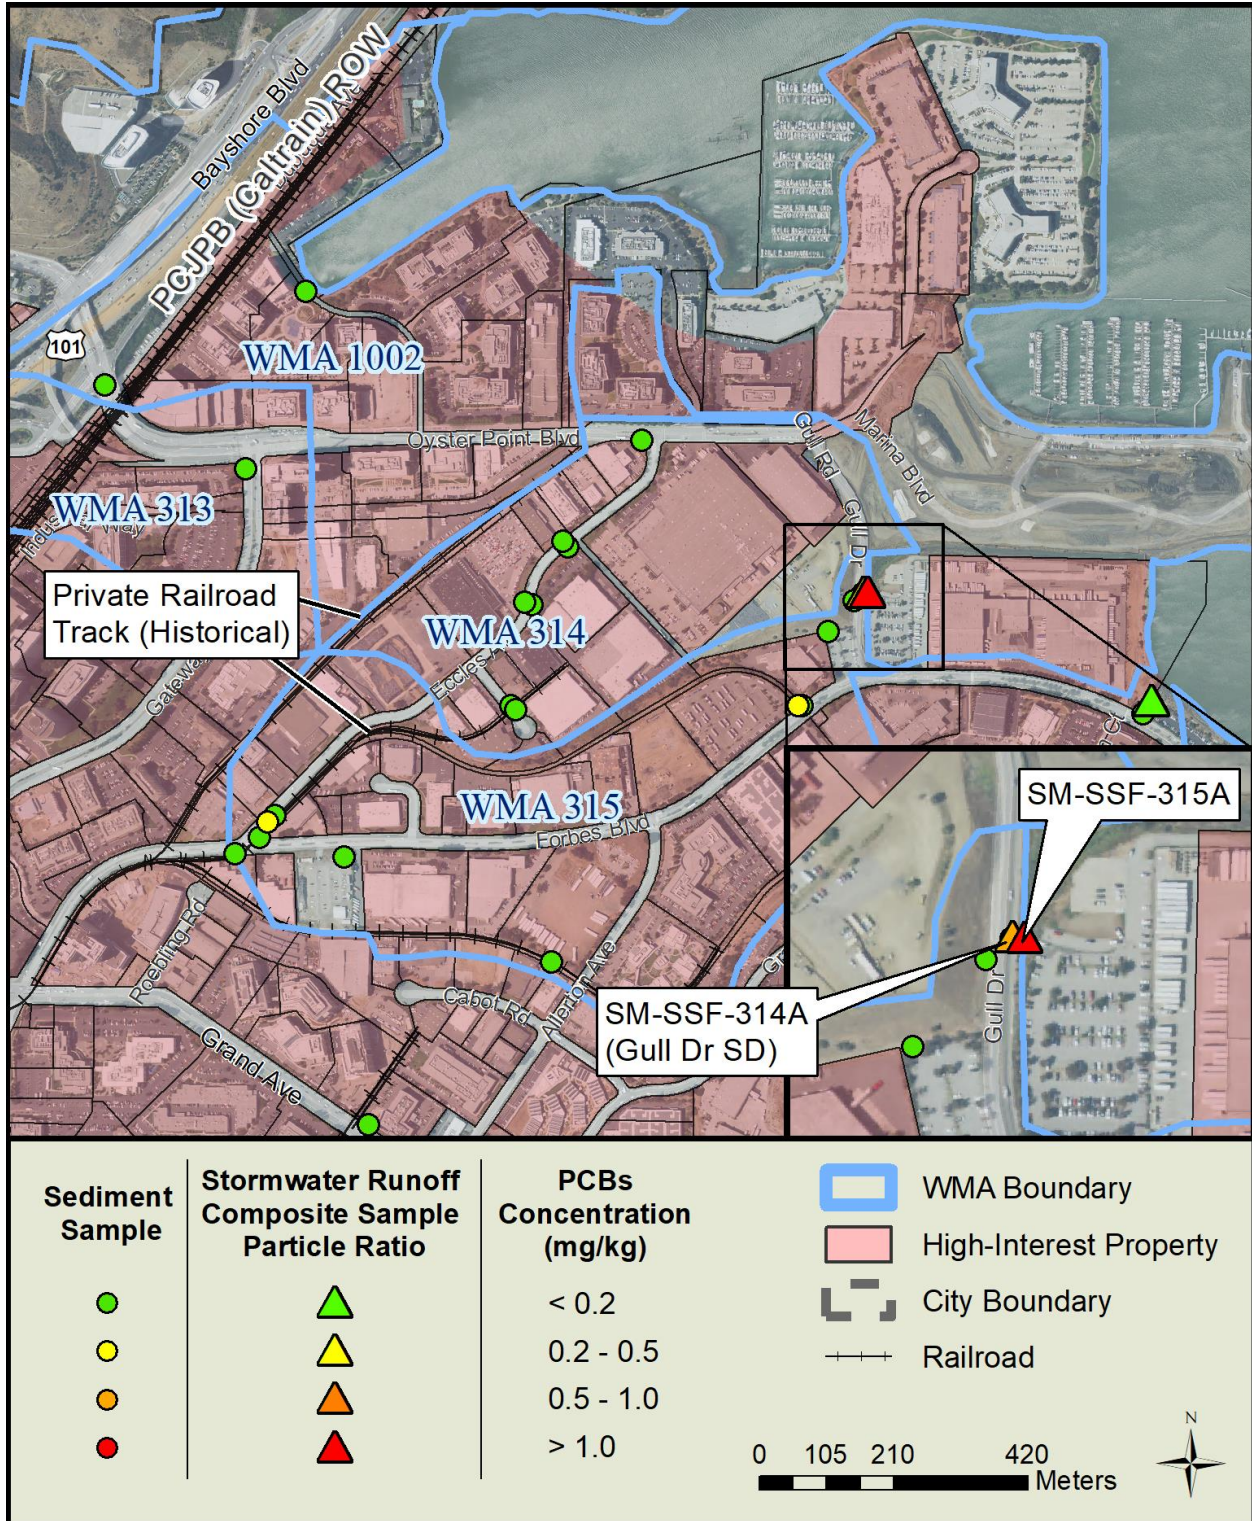 Bayshore Blvd
PCJPB (Caltrain) ROW
101
WMA 1002
Oyster Point Blvd
Gull Rd
Marina Blvd
Gull Dr
WMA 313
Way
Private Railroad
Track (Historical)
WMA 314
Eccles
Gateway
WMA 315
Forbes Blvd
Roebling Rd
Cabot Rd
Allerton Ave
Grand Ave
SM-SSF-315A
SM-SSF-314A
(Gull Dr SD)
Gull Dr
Sediment
Sample
Stormwater Runoff
Composite Sample
Particle Ratio
PCBs
Concentration
(mg/kg)
< 0.2
0.2 - 0.5
0.5 - 1.0
> 1.0
WMA Boundary
High-Interest Property
City Boundary
Railroad
N
0 105 210 420
Meters